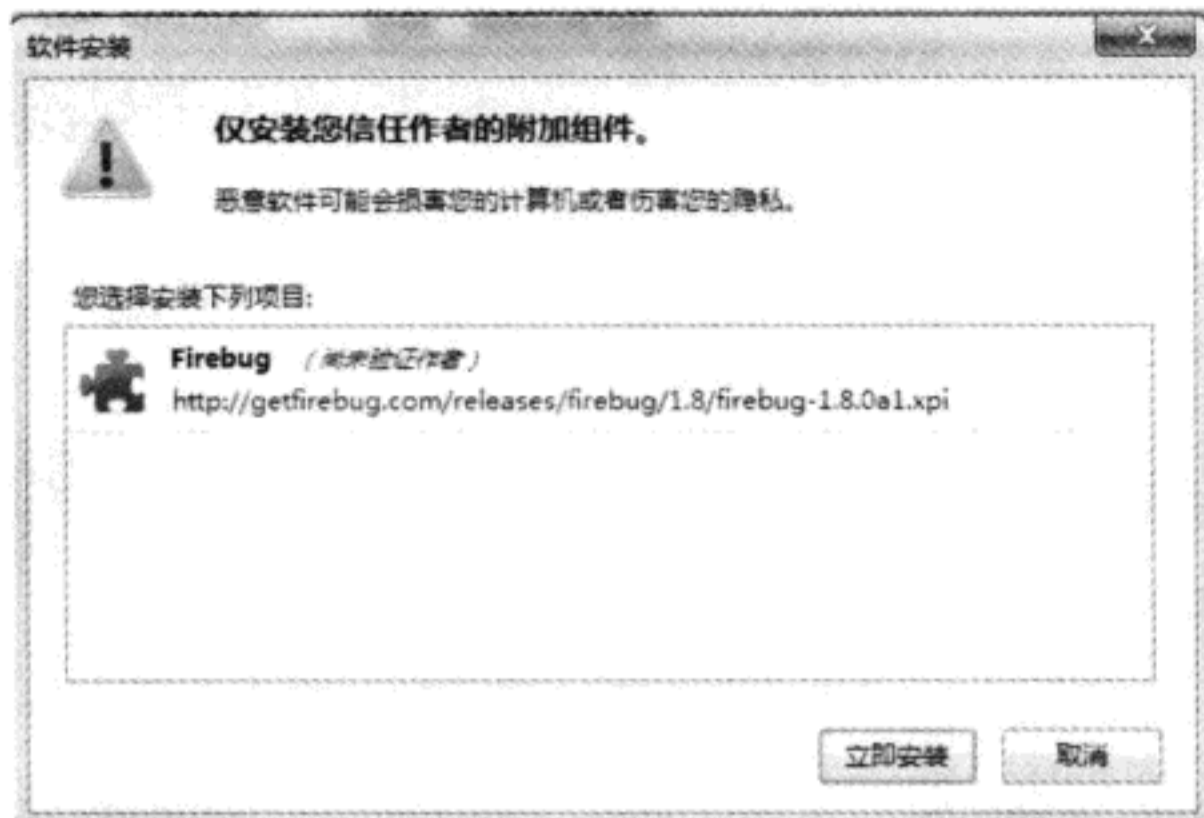 软件安装
仅安装您信任作者的附加组件。
恶意软件可能会损害您的计算机或者伤害您的隐私。
您选择安装下列项目:
Firebug （尚未验证作者）
http://getfirebug.com/releases/firebug/1.8/firebug-1.8.0a1.xpi
立即安装 取消